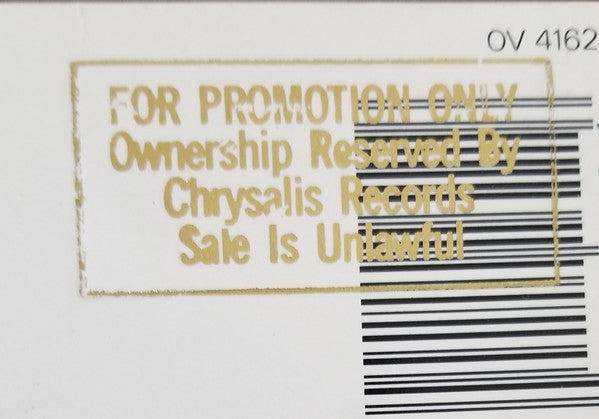 OV 4162
FOR PROMOTION ONLY
Ownership Reserved By
Chrysalis Records
Sale Is Unlawful